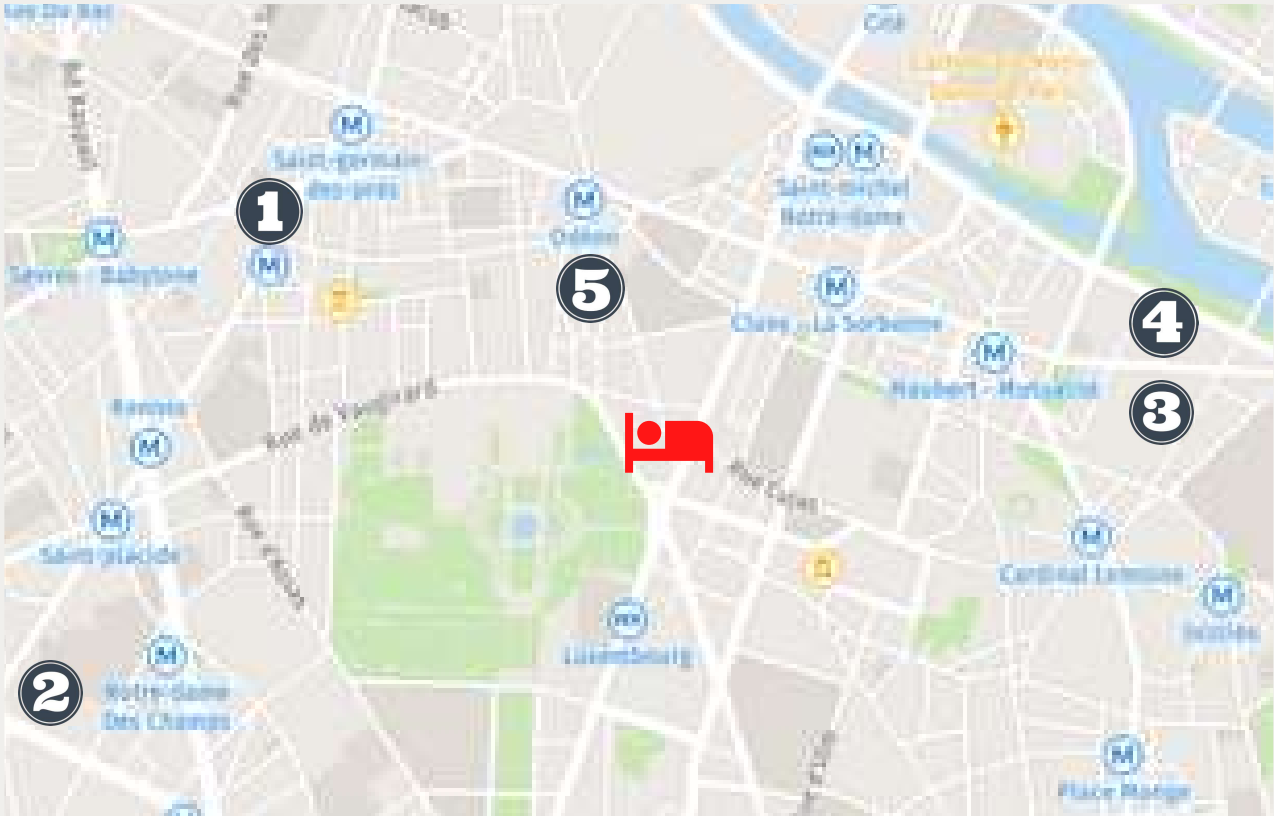 Cité
M
Saint-germain
des-prés
M
Odéon
M
Saint-michel
Notre-dame
1
M
Sèvres - Babylone
M
5
M
Cluny - La Sorbonne
4
M
Maubert - Mutualité
3
Rennes
M
Rue de Vaugirard
M
Saint-placide
Rue d'Assas
Rue Cujas
M
Cardinal Lemoine
M
Jussieu
Luxembourg
2
M
Notre-dame
Des Champs
M
Place Monge